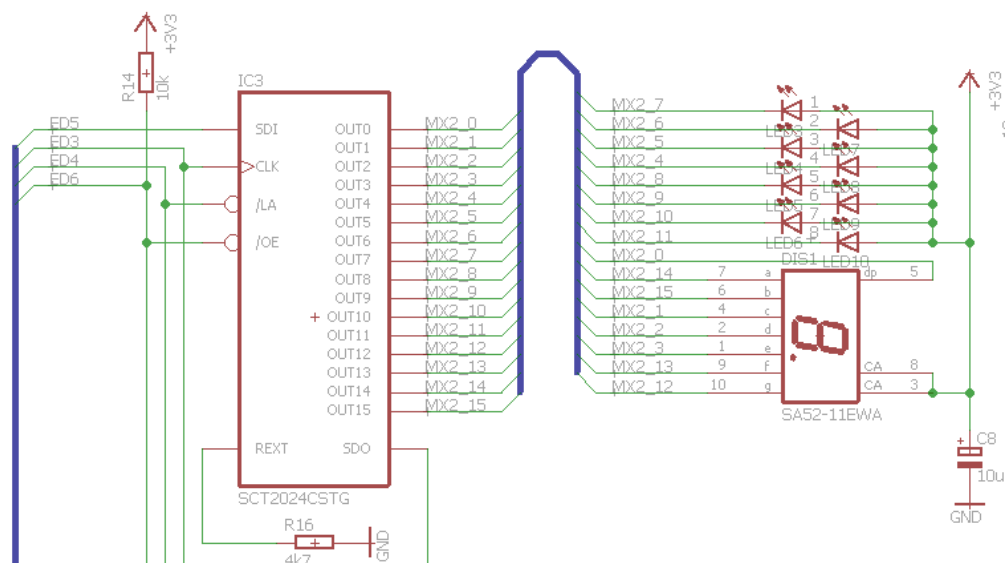 +3V3
R14
10k
IC3
ED5
ED3
ED4
ED6
SDI
CLK
/LA
/OE
REXT
OUT0
OUT1
OUT2
OUT3
OUT4
OUT5
OUT6
OUT7
OUT8
OUT9
OUT10
OUT11
OUT12
OUT13
OUT14
OUT15
SDO
MX2_0
MX2_1
MX2_2
MX2_3
MX2_4
MX2_5
MX2_6
MX2_7
MX2_8
MX2_9
MX2_10
MX2_11
MX2_12
MX2_13
MX2_14
MX2_15
SCT2024CSTG
R16
4k7
GND
MX2_7 1
MX2_6 2
MX2_5 3
MX2_4 4
MX2_8 5
MX2_9 6
MX2_10 7
MX2_11 8
LED7
LED8
LED5
LED9
LED6
LED10
DIS1
MX2_0
MX2_14 7 a dp 5
MX2_15 6 b
MX2_1 4 c
MX2_2 2 d
MX2_3 1 e
MX2_13 9 f CA 8
MX2_12 10 g CA 3
SA52-11EWA
+3V3
C8
10u
GND